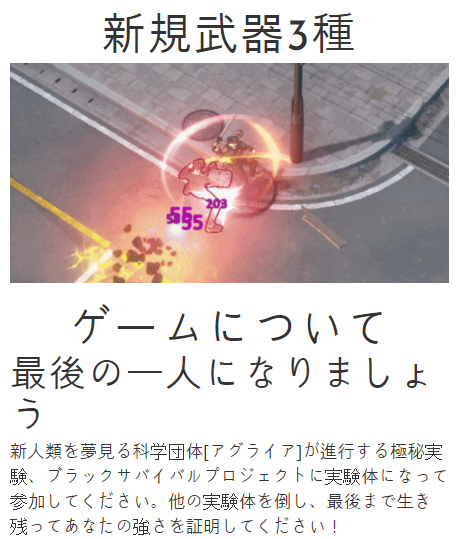 新規武器3種
203
ゲームについて
最後の一人になりましょ
う
新人類を夢見る科学団体[アグライア]が進行する極秘実
験、ブラックサバイバルプロジェクトに実験体になって
参加してください。他の実験体を倒し、最後まで生き
残ってあなたの強さを証明してください！